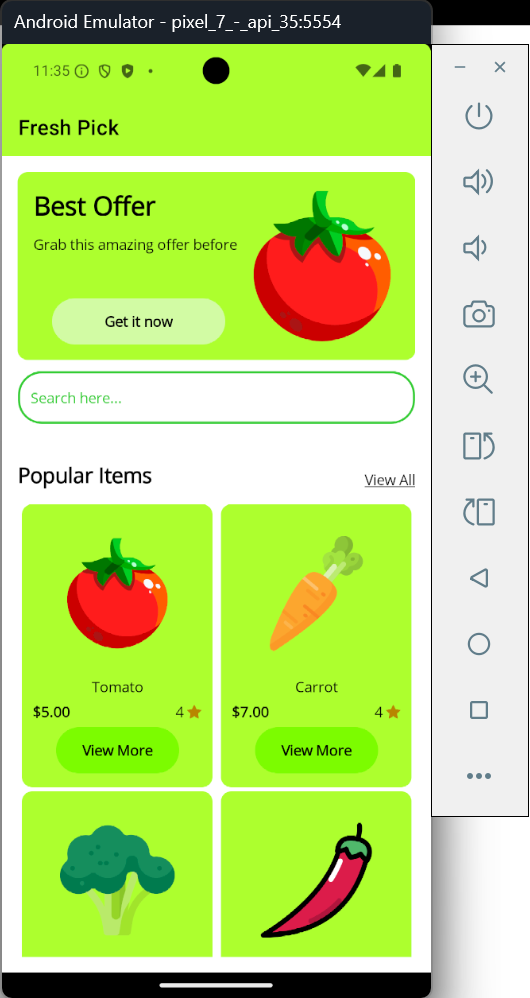 Android Emulator - pixel_7_-_api_35:5554
11:35
Fresh Pick
Best Offer
Grab this amazing offer before
Get it now
Search here...
Popular Items
View All
Tomato
$5.00 4
View More
Carrot
$7.00 4
View More